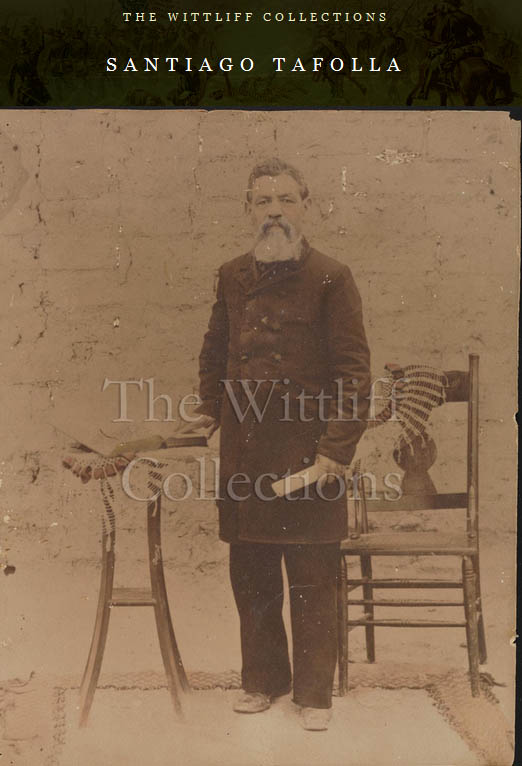 THE WITTLIFF COLLECTIONS
SANTIAGO TAFOLLA
The Wittliff
Collections